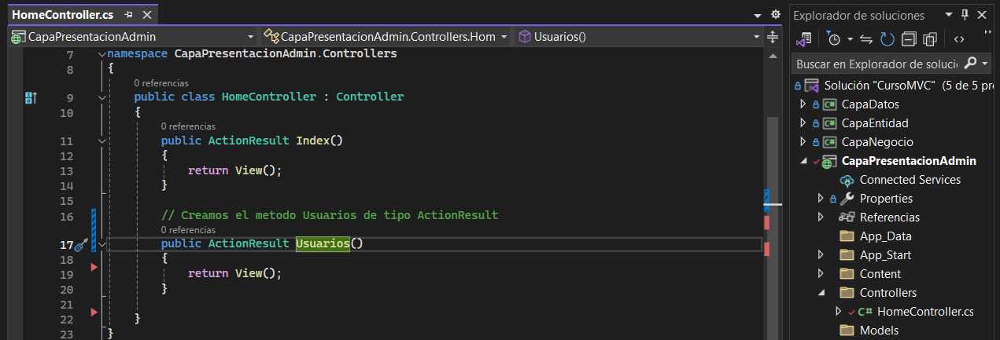 HomeController.cs
CapaPresentacionAdmin
CapaPresentacionAdmin.Controllers.Hom
Usuarios()
7 namespace CapaPresentacionAdmin.Controllers
8 {
0 referencias
9 public class HomeController : Controller
10 {
0 referencias
11 public ActionResult Index()
12 {
13 return View();
14 }
15
16 // Creamos el metodo Usuarios de tipo ActionResult
0 referencias
17 public ActionResult Usuarios()
18 {
19 return View();
20 }
21
22 }
23 }
Explorador de soluciones
Buscar en Explorador de soluci
Solución "CursoMVC" (5 de 5 pr
C# CapaDatos
C# CapaEntidad
C# CapaNegocio
CapaPresentacionAdmin
Connected Services
Properties
Referencias
App_Data
App_Start
Content
Controllers
C# HomeController.cs
Models